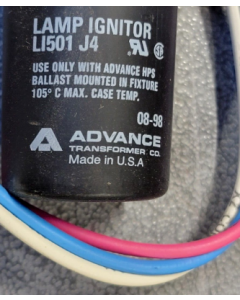 LAMP IGNITOR
LI501 J4
USE ONLY WITH ADVANCE HPS
BALLAST MOUNTED IN FIXTURE
105° C MAX. CASE TEMP.
08-98
ADVANCE
TRANSFORMER CO.
Made in U.S.A